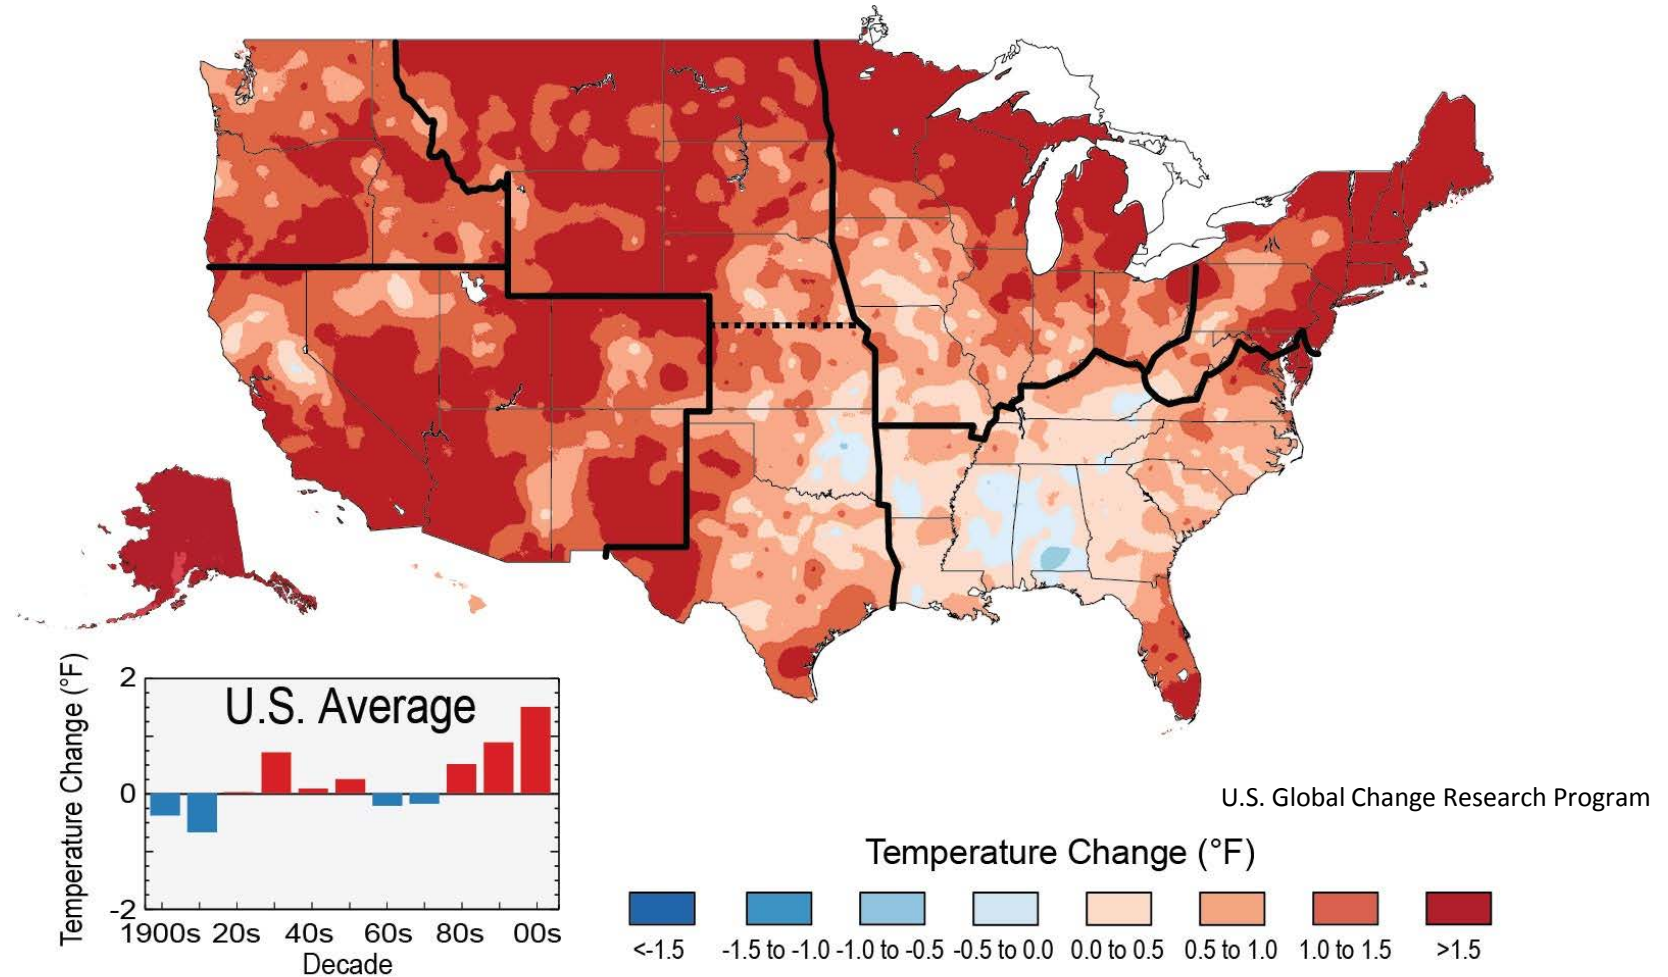 2
U.S. Average
0
-2
Temperature Change (°F)
1900s 20s 40s 60s 80s 00s
Decade
U.S. Global Change Research Program
Temperature Change (°F)
<-1.5 -1.5 to -1.0 -1.0 to -0.5 -0.5 to 0.0 0.0 to 0.5 0.5 to 1.0 1.0 to 1.5 >1.5